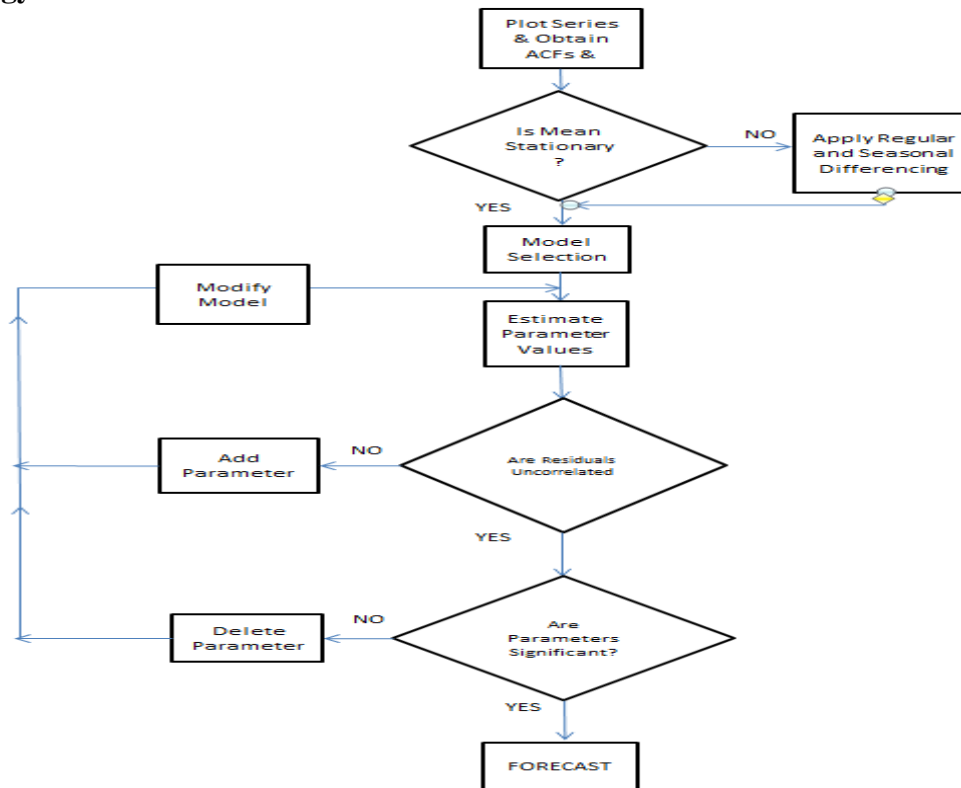 gy
Plot Series
& Obtain
ACFs &
Is Mean
Stationary
?
NO
Apply Regular
and Seasonal
Differencing
YES
Model
Selection
Modify
Model
Estimate
Parameter
Values
Are Residuals
Uncorrelated
NO
Add
Parameter
YES
Are
Parameters
Significant?
NO
Delete
Parameter
YES
FORECAST